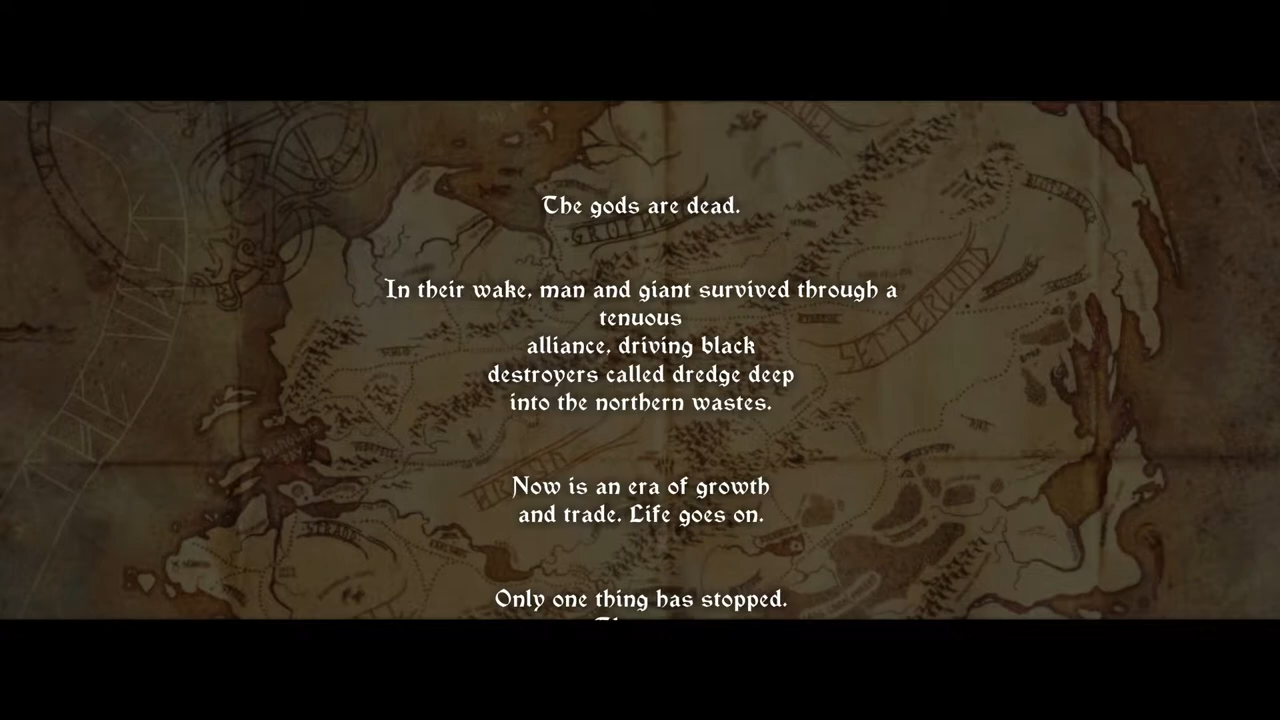 The gods are dead.
In their wake, man and giant survived through a
tenuous
alliance, driving black
destroyers called dredge deep
into the northern wastes.
Now is an era of growth
and trade. Life goes on.
Only one thing has stopped.
SETTERLUND
STRAND